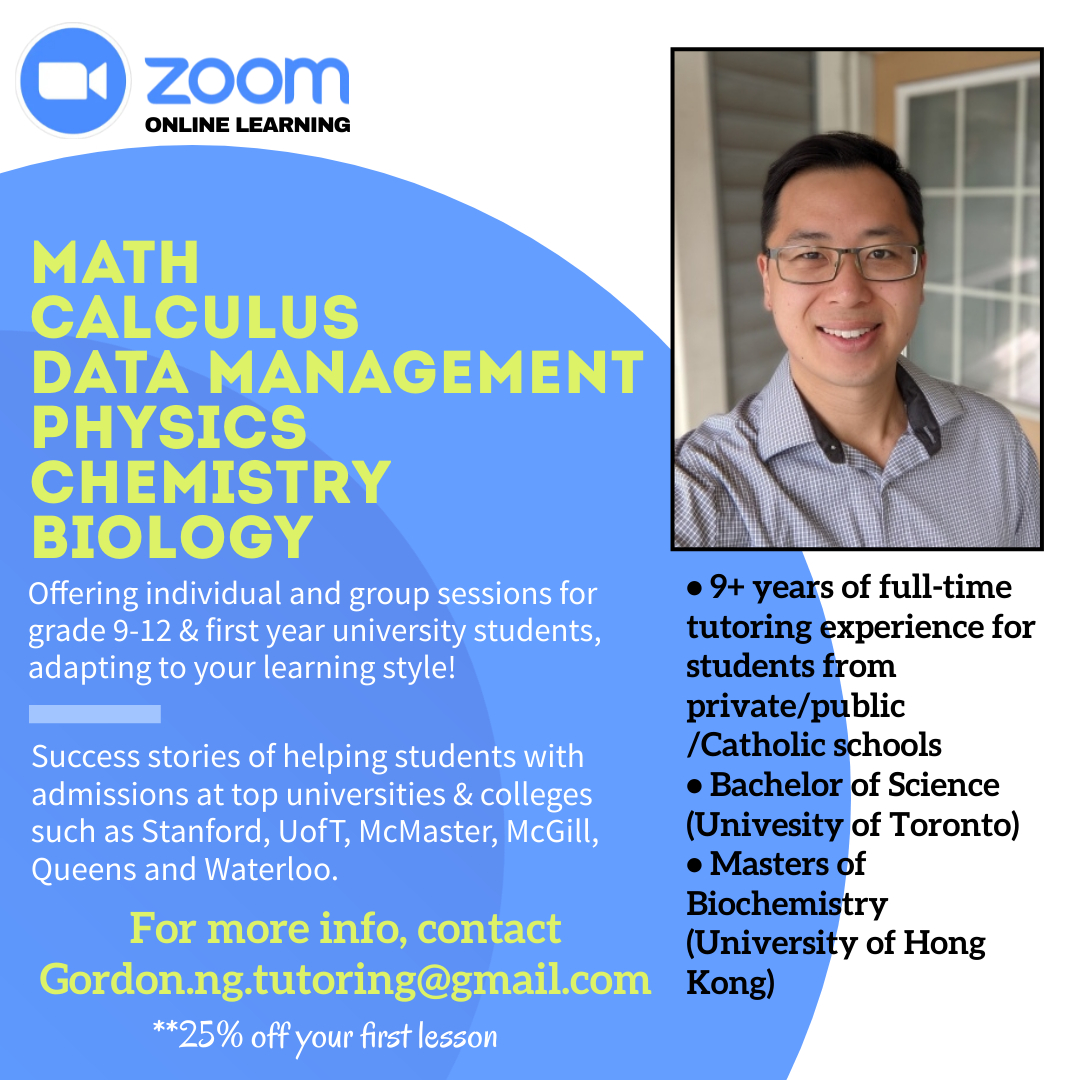 zoom
ONLINE LEARNING
MATH
CALCULUS
DATA MANAGEMENT
PHYSICS
CHEMISTRY
BIOLOGY
Offering individual and group sessions for
grade 9-12 & first year university students,
adapting to your learning style!
Success stories of helping students with
admissions at top universities & colleges
such as Stanford, UofT, McMaster, McGill,
Queens and Waterloo.
For more info, contact
Gordon.ng.tutoring@gmail.com
**25% off your first lesson
• 9+ years of full-time
tutoring experience for
students from
private/public
/Catholic schools
• Bachelor of Science
(Univesity of Toronto)
• Masters of
Biochemistry
(University of Hong
Kong)